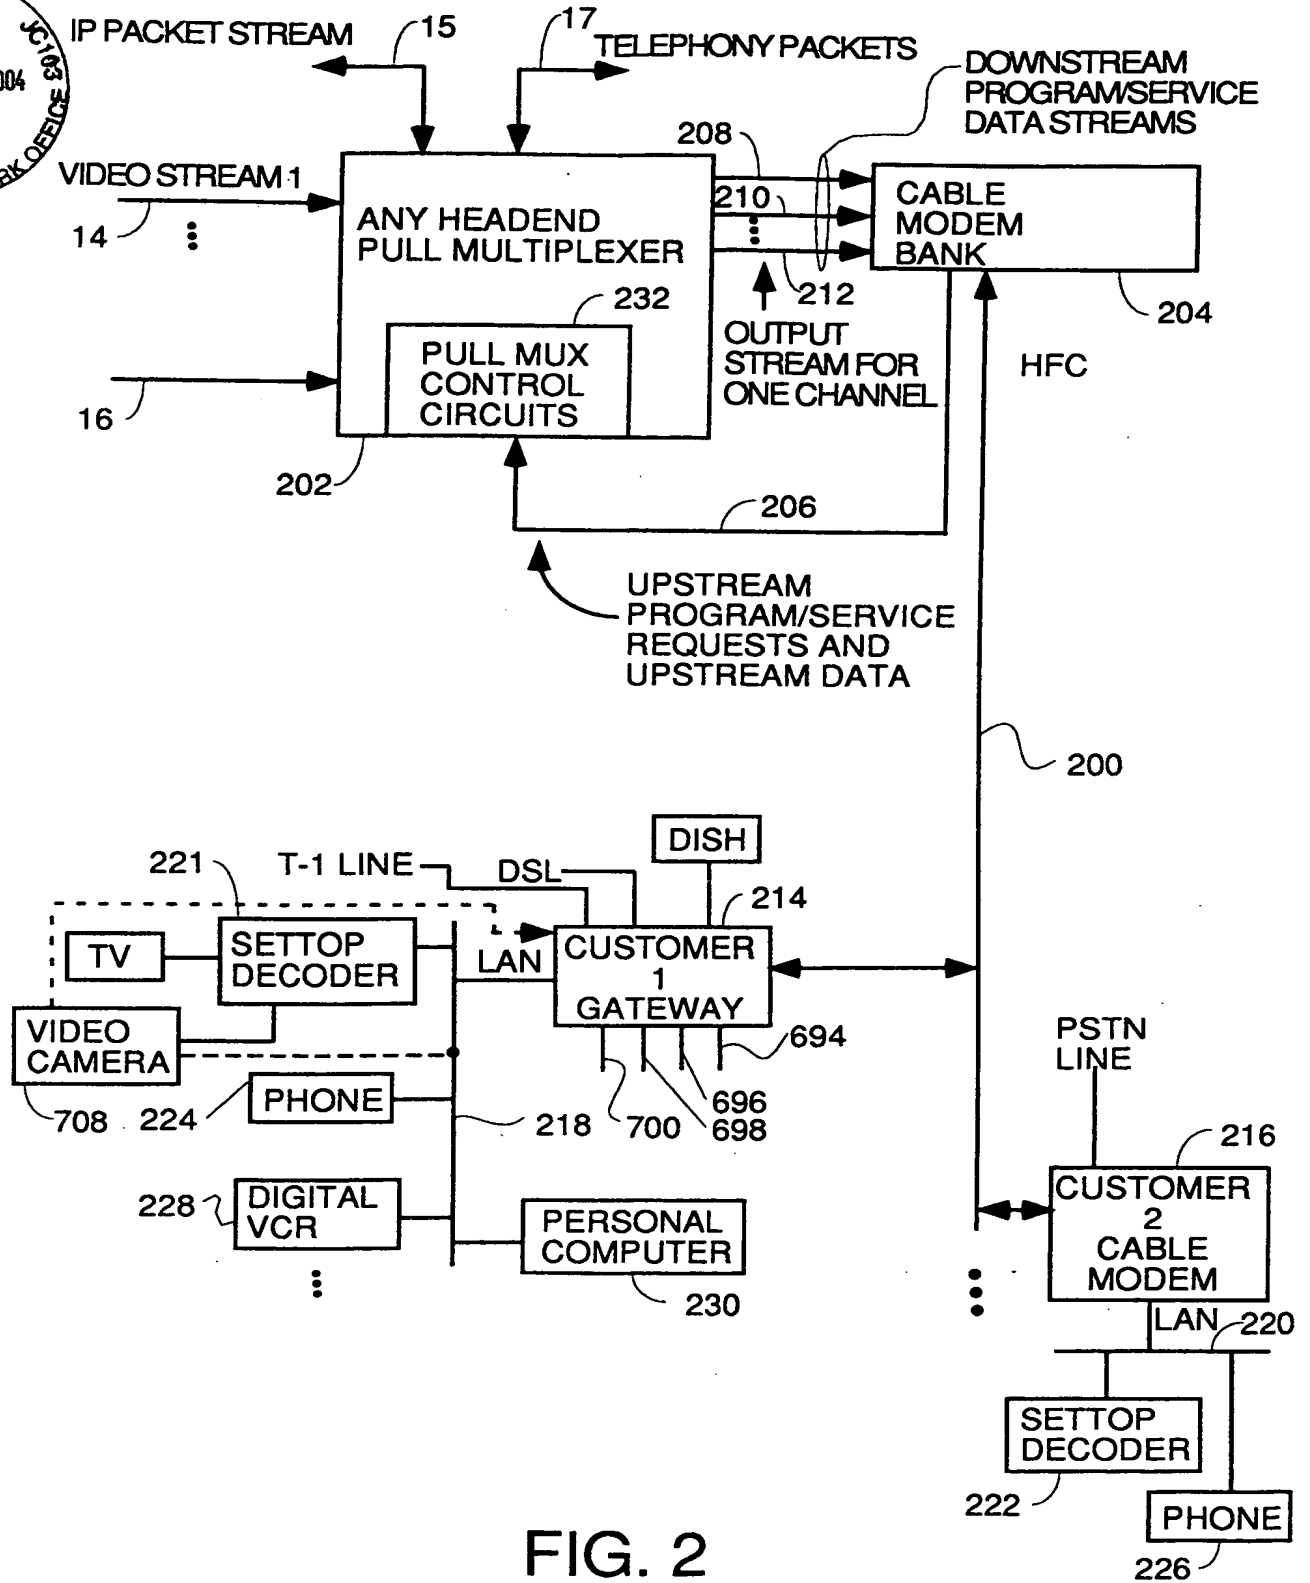 JC103
004
RK OFFICE
IP PACKET STREAM
15
17
TELEPHONY PACKETS
DOWNSTREAM
PROGRAM/SERVICE
DATA STREAMS
VIDEO STREAM 1
14
16
ANY HEADEND
PULL MULTIPLEXER
232
PULL MUX
CONTROL
CIRCUITS
202
208
210
212
CABLE
MODEM
BANK
204
OUTPUT
STREAM FOR
ONE CHANNEL
HFC
206
UPSTREAM
PROGRAM/SERVICE
REQUESTS AND
UPSTREAM DATA
200
221
T-1 LINE
DSL
DISH
214
TV
SETTOP
DECODER
LAN
CUSTOMER
1
GATEWAY
VIDEO
CAMERA
708
224
PHONE
218
700
698
696
694
228
DIGITAL
VCR
PERSONAL
COMPUTER
230
PSTN
LINE
216
CUSTOMER
2
CABLE
MODEM
LAN
220
SETTOP
DECODER
222
PHONE
226
FIG. 2